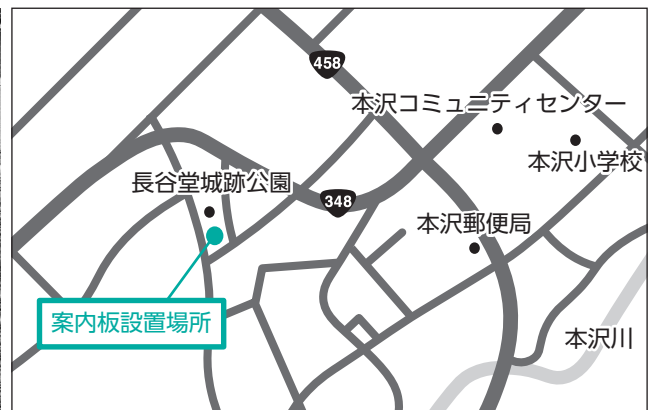 458
本沢コミュニティセンター
本沢小学校
長谷堂城跡公園
348
本沢郵便局
案内板設置場所
本沢川